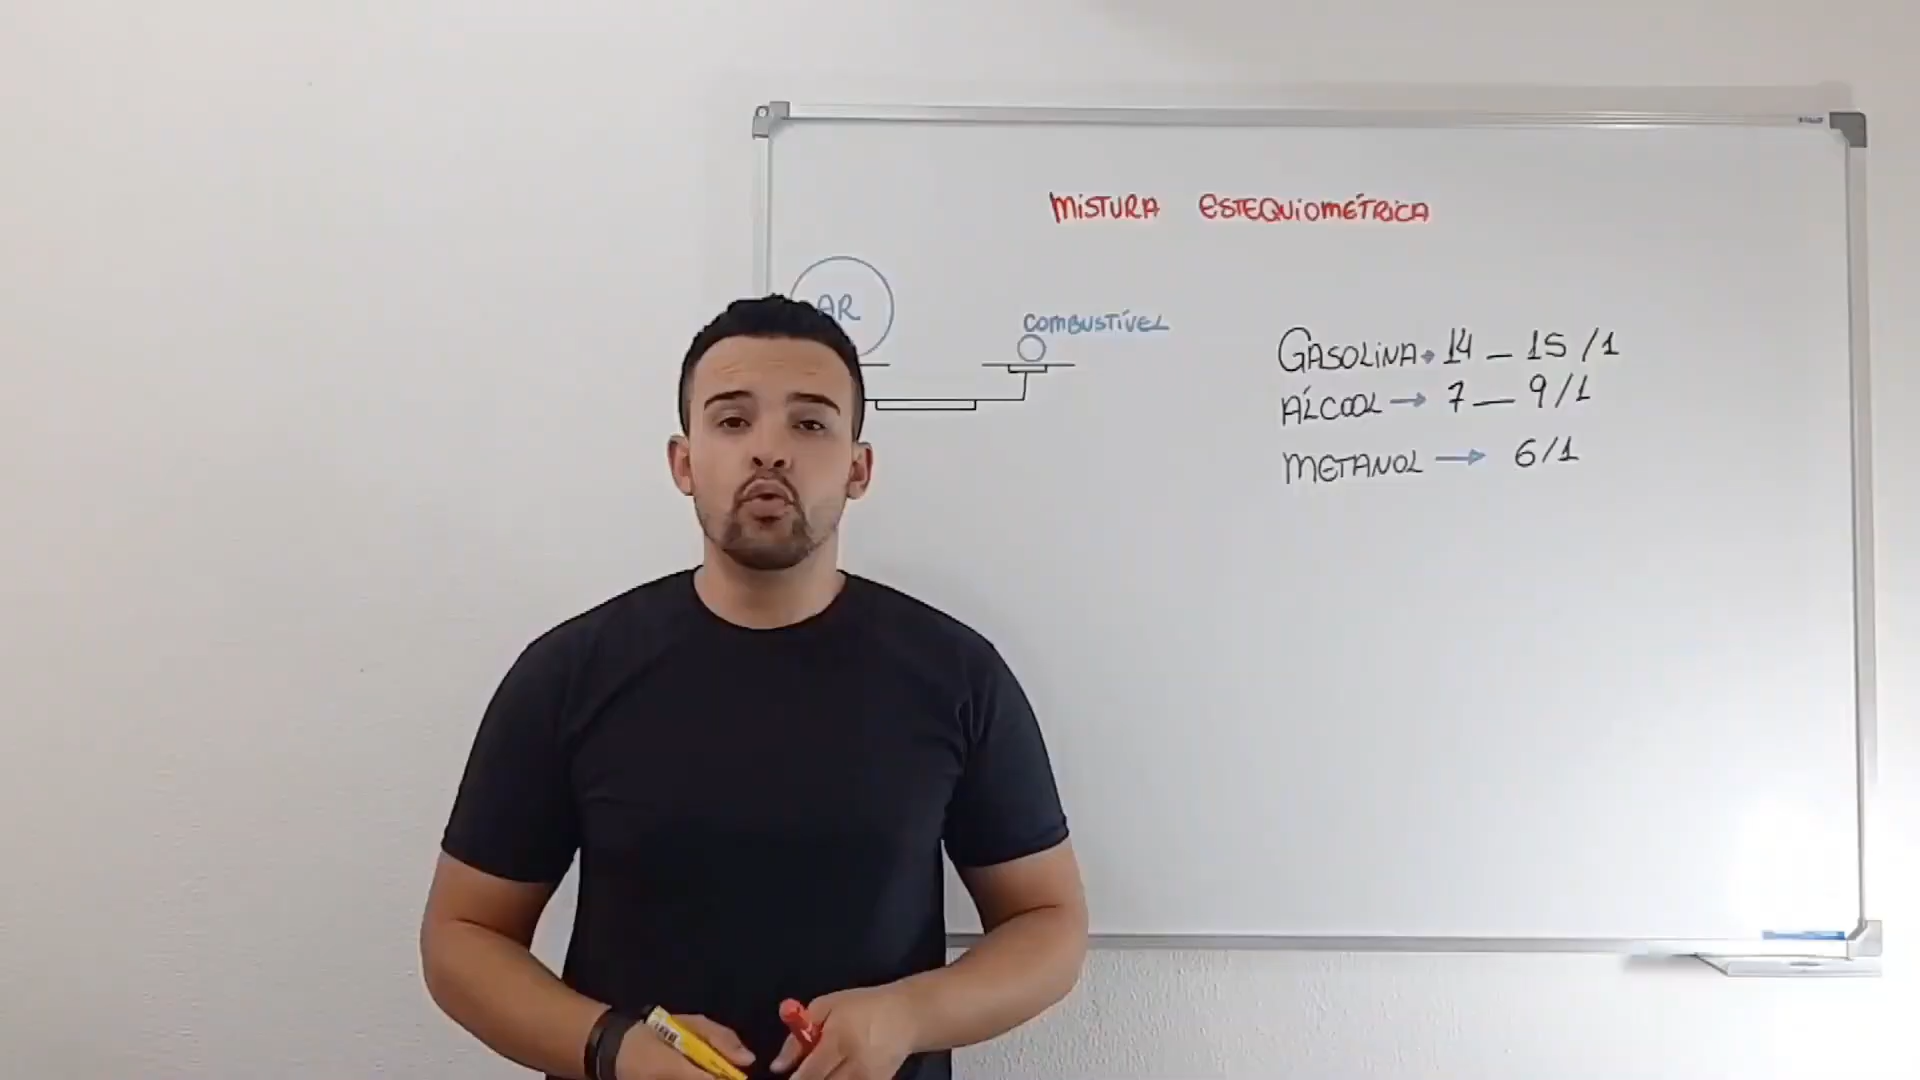 MISTURA ESTEQUIOMÉTRICA
AR
COMBUSTÍVEL
GASOLINA → 14 _ 15 /1
ÁLCOOL → 7 _ 9/1
METANOL → 6/1